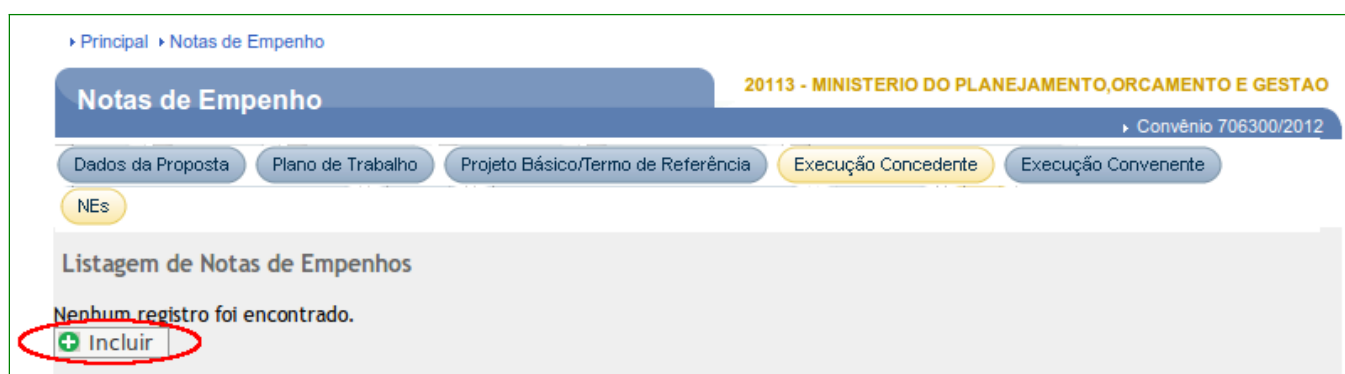 Principal Notas de Empenho
Notas de Empenho
20113 - MINISTERIO DO PLANEJAMENTO,ORCAMENTO E GESTAO
Convênio 706300/2012
Dados da Proposta Plano de Trabalho Projeto Básico/Termo de Referência Execução Concedente Execução Convenente
NEs
Listagem de Notas de Empenhos
Nenhum registro foi encontrado.
Incluir